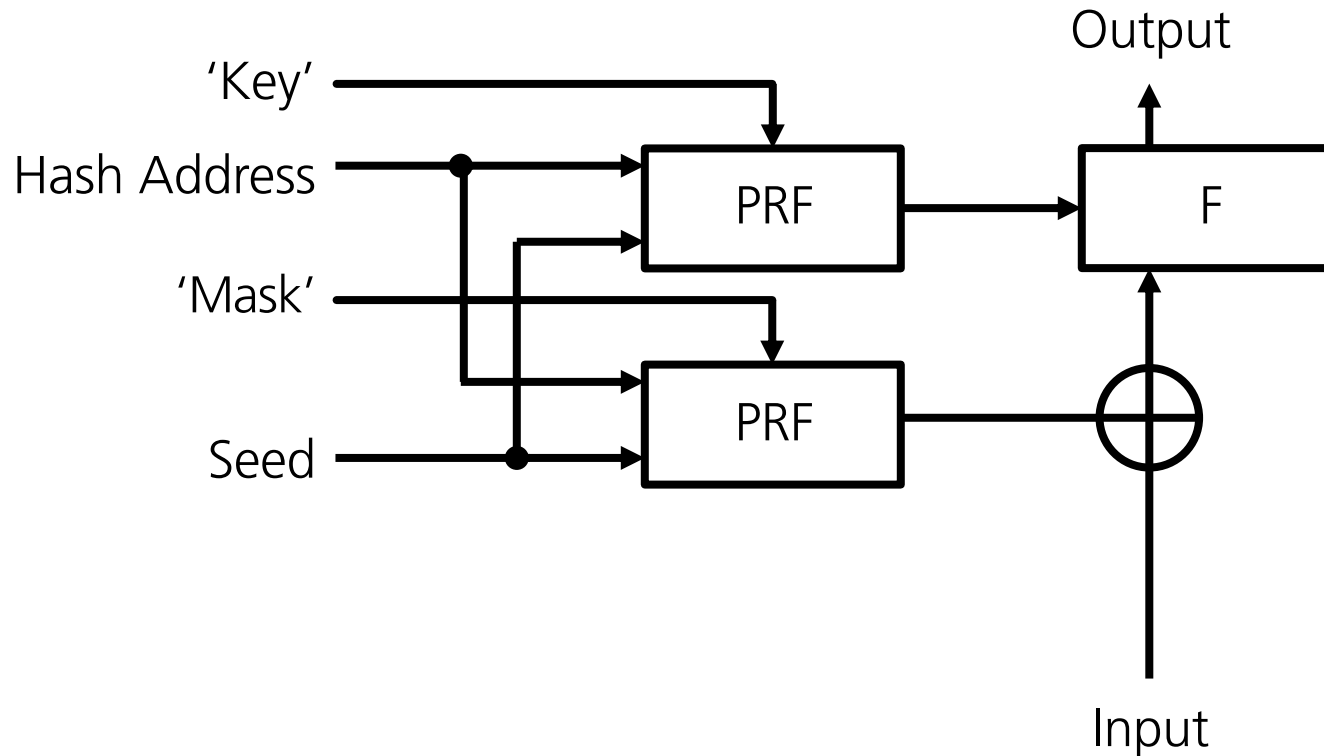 Output
‘Key’
Hash Address
PRF
F
‘Mask’
PRF
Seed
Input